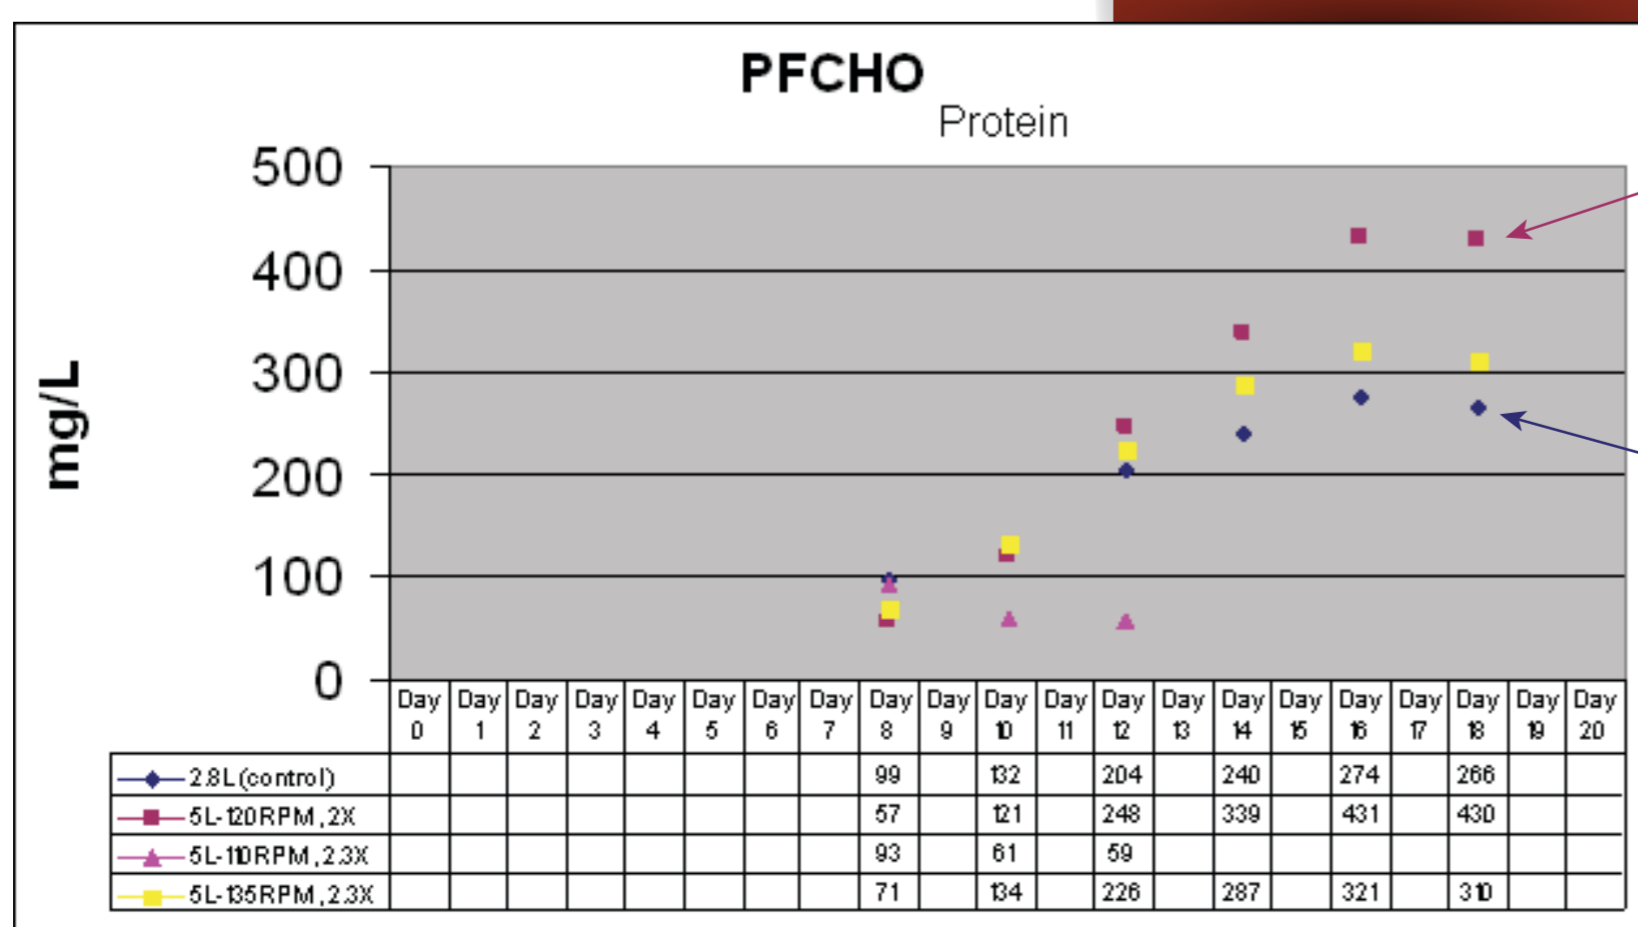 PFCHO
Protein
500
400
300
200
100
0
mg/L
Day 0 Day 1 Day 2 Day 3 Day 4 Day 5 Day 6 Day 7 Day 8 Day 9 Day 10 Day 11 Day 12 Day 13 Day 14 Day 15 Day 16 Day 17 Day 18 Day 19 Day 20
2.8L (control) 99 132 204 240 274 266
5L-120RPM, 2X 57 121 248 339 431 430
5L-110RPM, 2.3X 93 61 59
5L-135RPM, 2.3X 71 134 226 287 321 310